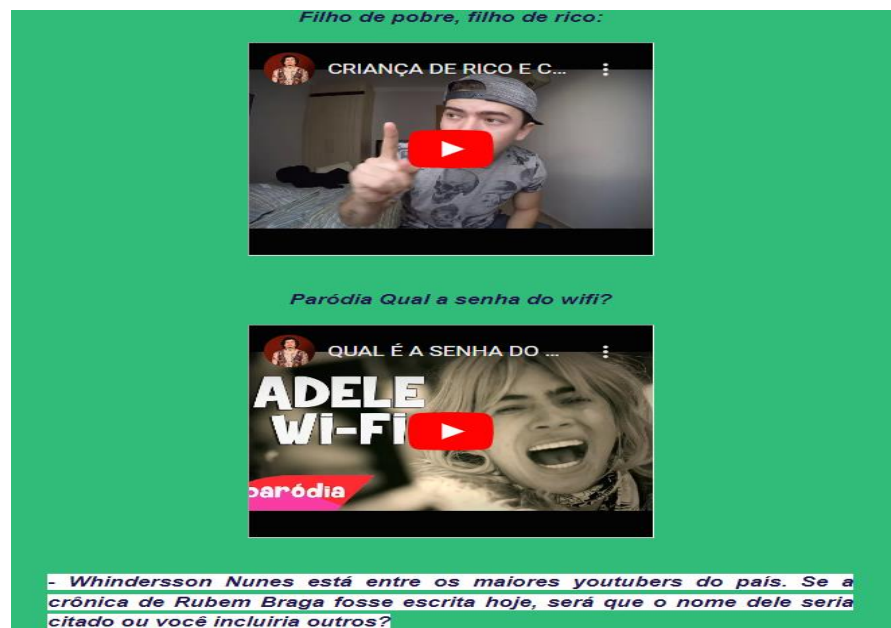 Filho de pobre, filho de rico:
CRIANÇA DE RICO E C...
Paródia Qual a senha do wifi?
QUAL É A SENHA DO ...
ADELE
WI-FI
paródia
- Whindersson Nunes está entre os maiores youtubers do país. Se a
crônica de Rubem Braga fosse escrita hoje, será que o nome dele seria
citado ou você incluiria outros?